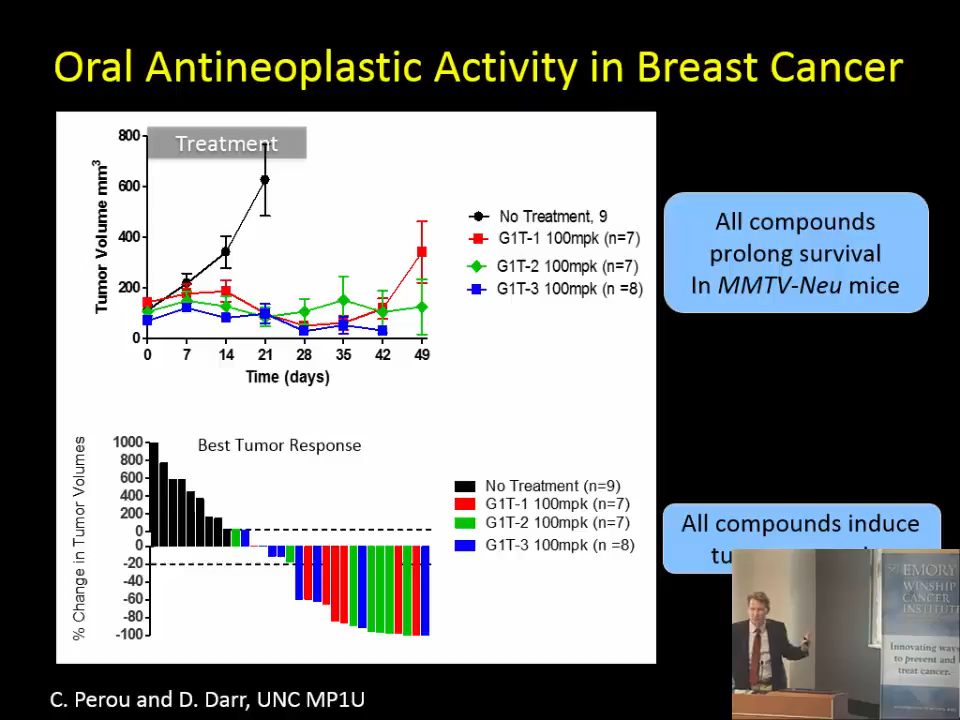 Oral Antineoplastic Activity in Breast Cancer
Treatment
Tumor Volume mm³
800
600
400
200
0
0 7 14 21 28 35 42 49
Time (days)
No Treatment, 9
G1T-1 100mpk (n=7)
G1T-2 100mpk (n=7)
G1T-3 100mpk (n =8)
All compounds
prolong survival
In MMTV-Neu mice
Best Tumor Response
% Change in Tumor Volumes
1000
800
600
400
200
0
0
-20
-40
-60
-80
-100
No Treatment (n=9)
G1T-1 100mpk (n=7)
G1T-2 100mpk (n=7)
G1T-3 100mpk (n =8)
All compounds induce
EMORY
WINSHIP
CANCER
INSTITUTE
Innovating ways
to prevent and
treat cancer.
C. Perou and D. Darr, UNC MP1U